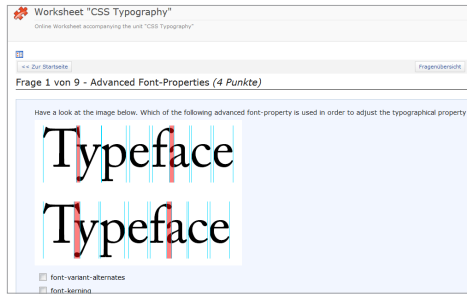 Worksheet "CSS Typography"
Online Worksheet accompanying the unit "CSS Typography"
<< Zur Startseite
Fragenübersicht
Frage 1 von 9 - Advanced Font-Properties (4 Punkte)
Have a look at the image below. Which of the following advanced font-property is used in order to adjust the typographical property
Typeface
Typeface
font-variant-alternates
font-kerning